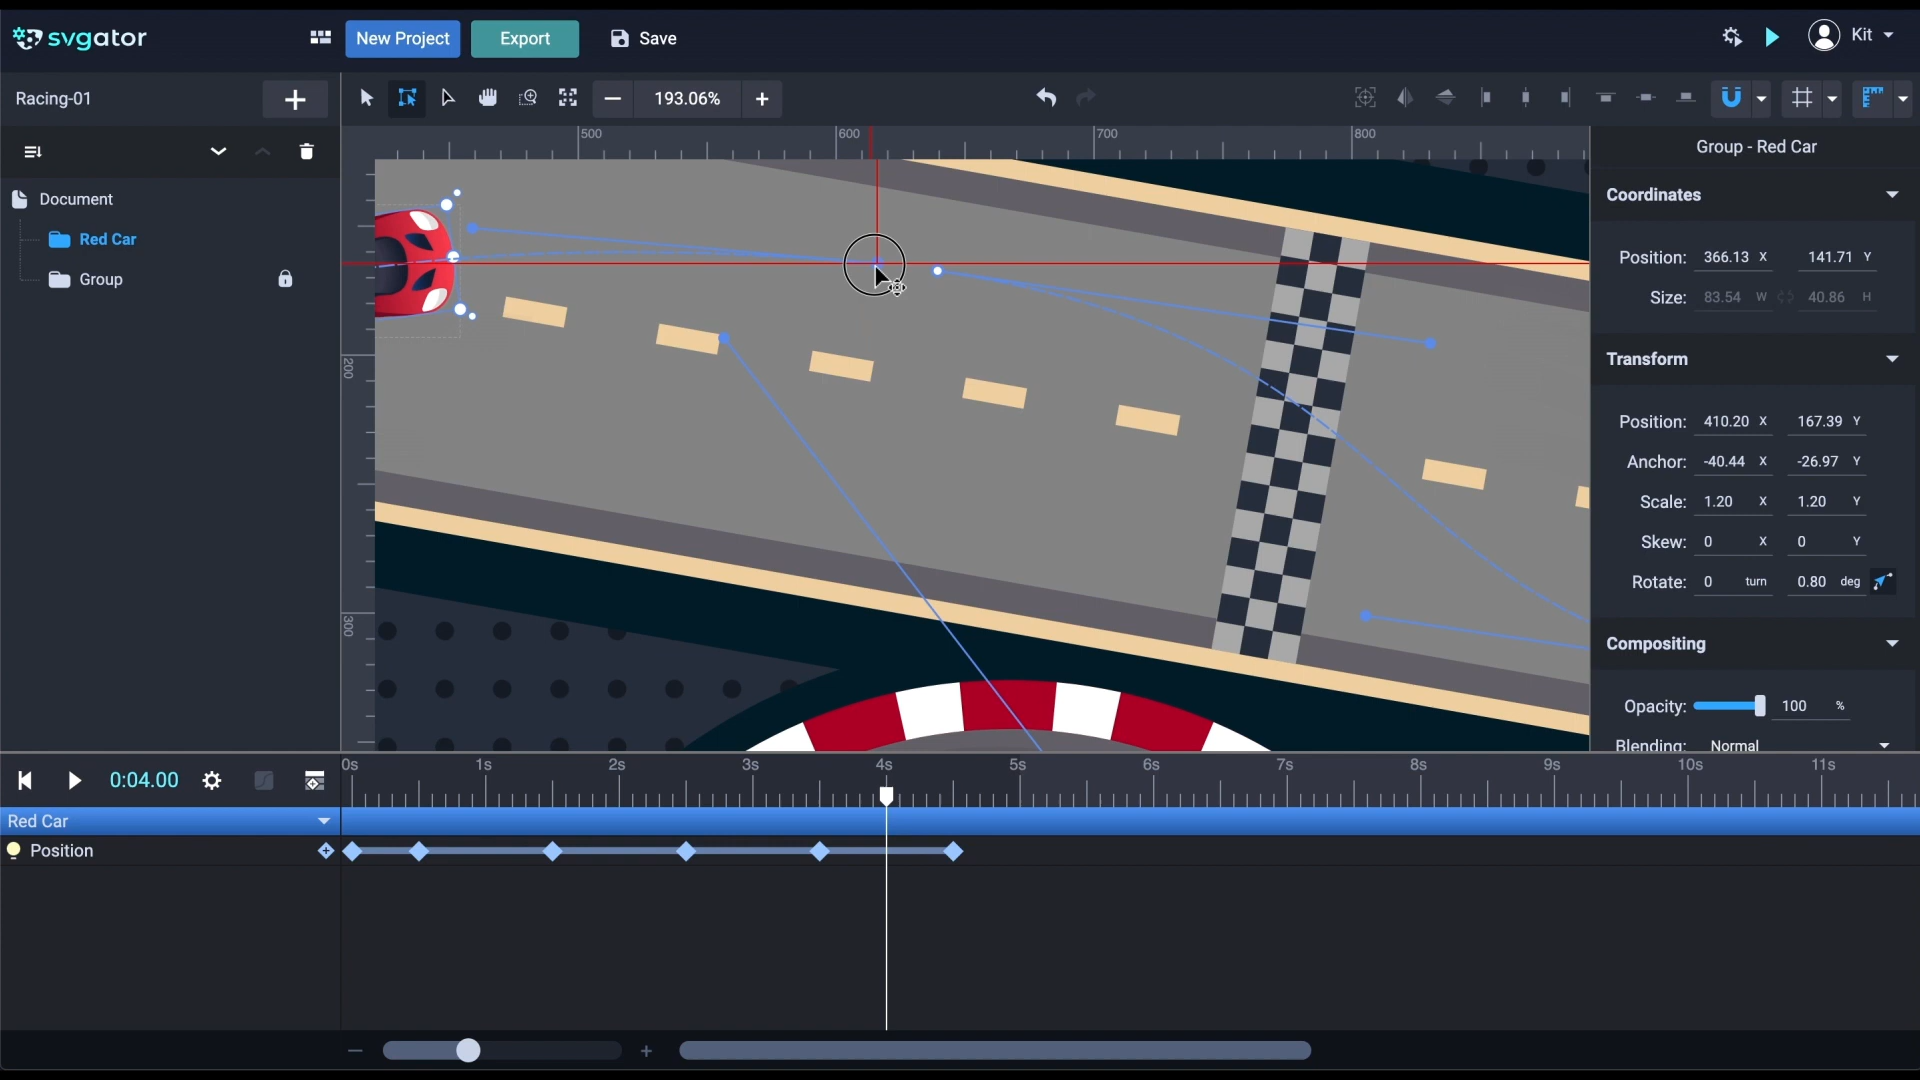 svgator
New Project
Export
Save
Kit
Racing-01
193.06%
500
600
700
800
Group - Red Car
Document
Red Car
Group
Coordinates
Position: 366.13 X 141.71 Y
Size: 83.54 W 40.86 H
200
300
Transform
Position: 410.20 X 167.39 Y
Anchor: -40.44 X -26.97 Y
Scale: 1.20 X 1.20 Y
Skew: 0 X 0 Y
Rotate: 0 turn 0.80 deg
Compositing
Opacity: 100 %
Blending: Normal
0:04.00
0s 1s 2s 3s 4s 5s 6s 7s 8s 9s 10s 11s
Red Car
Position